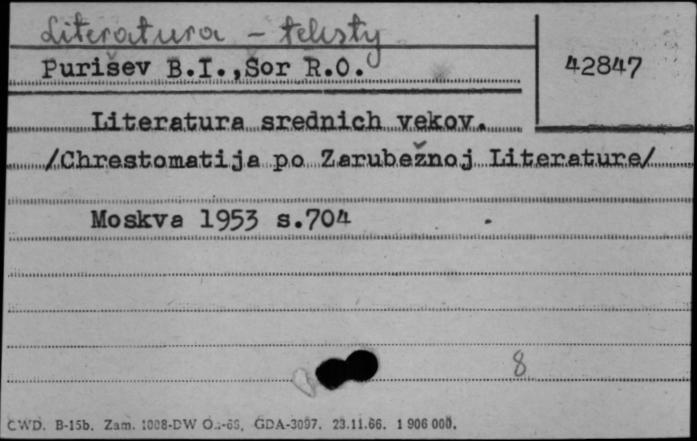 Literatura - teksty
Purišev B.I., Šor R.O.
42847
Literatura srednich vekov.
/Chrestomatija po Zarubežnoj Literature/
Moskva 1953 s.704
8
CWD. B-15b. Zam. 1008-DW GDA-3097. 23.11.66. 1 906 000.